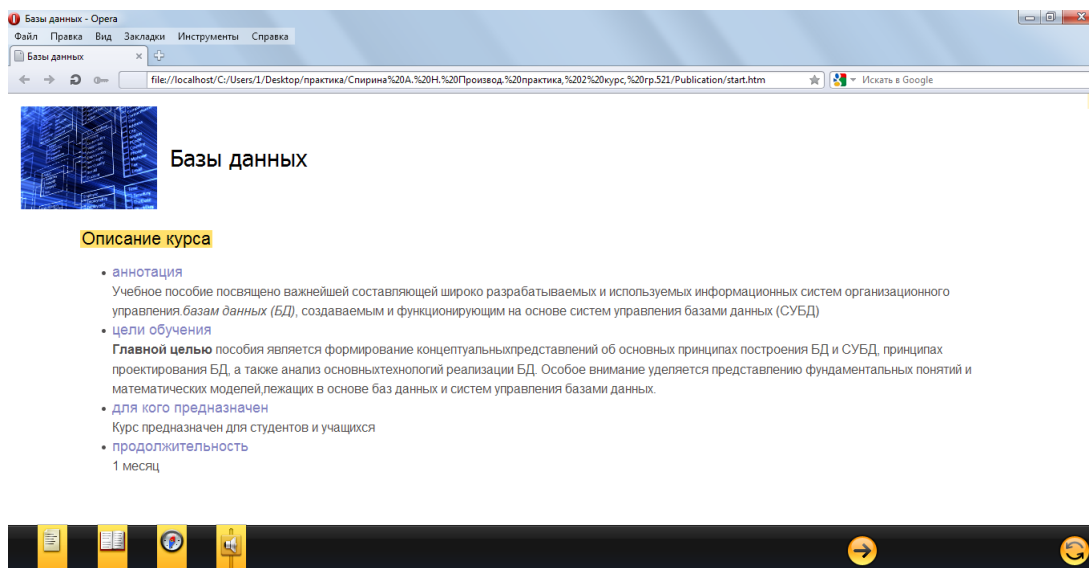 Базы данных - Opera
Файл Правка Вид Закладки Инструменты Справка
Базы данных
file://localhost/C:/Users/1/Desktop/практика/Спирина%20А.%20Н.%20Производ.%20практика,%202%20курс,%20гр.521/Publication/start.htm Искать в Google
Базы данных
Описание курса
• аннотация
Учебное пособие посвящено важнейшей составляющей широко разрабатываемых и используемых информационных систем организационного
управления.базам данных (БД), создаваемым и функционирующим на основе систем управления базами данных (СУБД)
• цели обучения
Главной целью пособия является формирование концептуальныхпредставлений об основных принципах построения БД и СУБД, принципах
проектирования БД, а также анализ основныхтехнологий реализации БД. Особое внимание уделяется представлению фундаментальных понятий и
математических моделей,лежащих в основе баз данных и систем управления базами данных.
• для кого предназначен
Курс предназначен для студентов и учащихся
• продолжительность
1 месяц